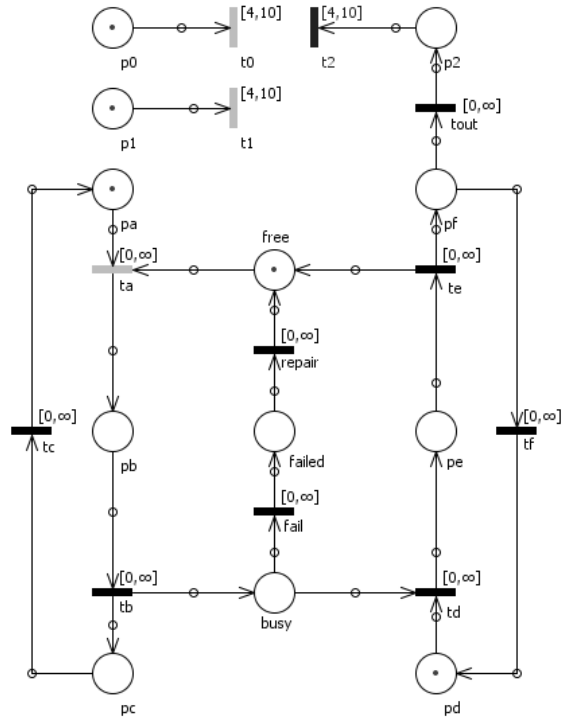 [4,10]
[4,10]
p0
t0
t2
p2
[4,10]
[0,∞]
p1
t1
tout
pa
free
pf
[0,∞]
[0,∞]
ta
te
[0,∞]
repair
[0,∞]
[0,∞]
tc
pb
failed
pe
tf
[0,∞]
fail
[0,∞]
[0,∞]
tb
busy
td
pc
pd